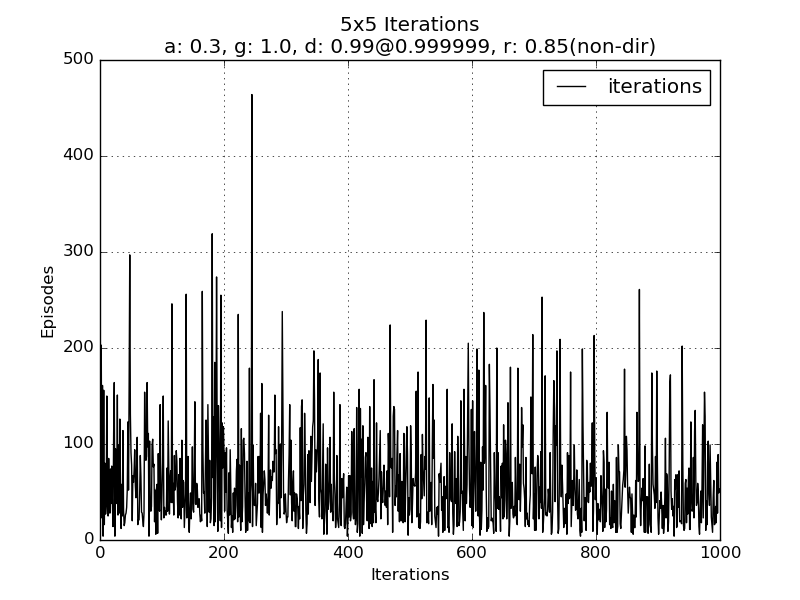 5x5 Iterations
a: 0.3, g: 1.0, d: 0.99@0.999999, r: 0.85(non-dir)
iterations
500
400
300
200
100
0
Episodes
0 200 400 600 800 1000
Iterations